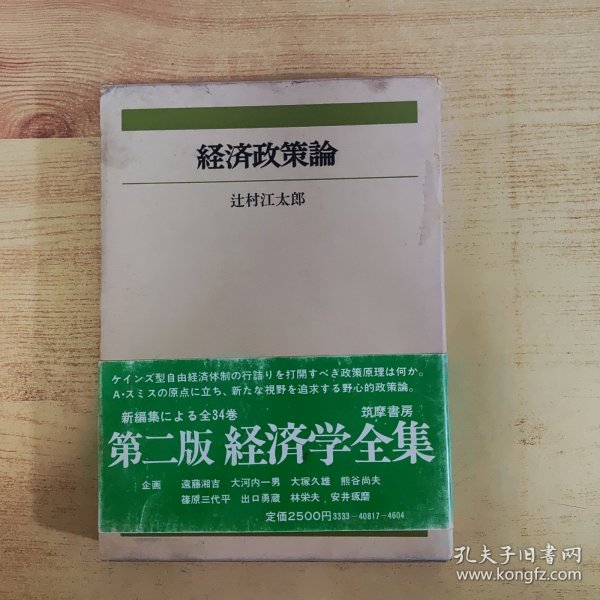 経済政策論
辻村江太郎
ケインズ型自由経済体制の行詰りを打開すべき政策原理は何か。
A・スミスの原点に立ち、新たな視野を追求する野心的政策論。
新編集による全34巻 筑摩書房
第二版 経済学全集
企画 遠藤湘吉 大河内一男 大塚久雄 熊谷尚夫
篠原三代平 出口勇蔵 林栄夫 安井琢磨
定価2500円 3333-40817-4604
孔夫子旧书网
www.kongfz.com